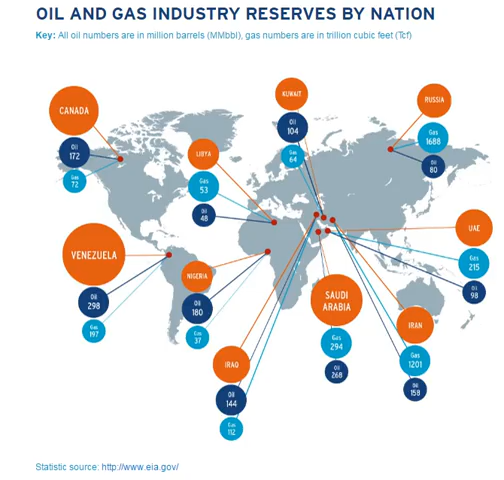 OIL AND GAS INDUSTRY RESERVES BY NATION
Key: All oil numbers are in million barrels (MMbbl), gas numbers are in trillion cubic feet (Tcf)
CANADA
Oil
172
Gas
72
LIBYA
Gas
53
Oil
48
KUWAIT
Oil
104
Gas
64
RUSSIA
Gas
1688
Oil
80
VENEZUELA
Oil
298
Gas
197
NIGERIA
Oil
180
Gas
37
UAE
Gas
215
Oil
98
SAUDI
ARABIA
Gas
294
Oil
268
IRAN
Gas
1201
Oil
158
IRAQ
Oil
144
Gas
112
Statistic source: http://www.eia.gov/